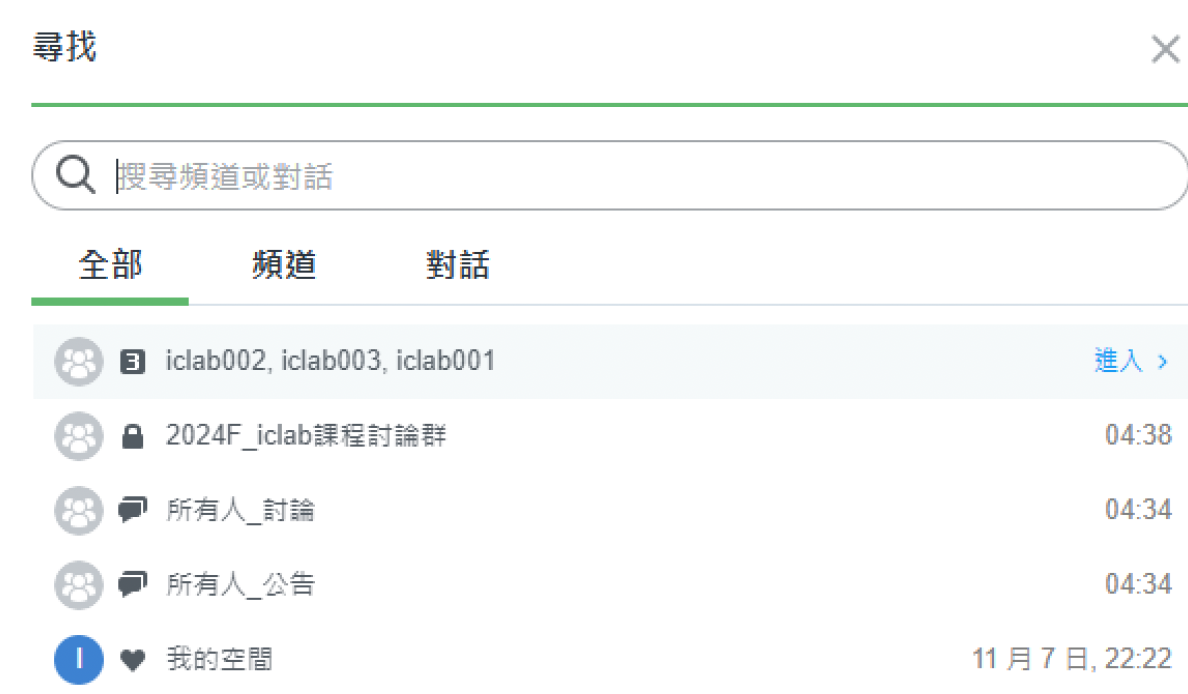 尋找
搜尋頻道或對話
全部 頻道 對話
3 iclab002, iclab003, iclab001 進入 >
2024F_iclab課程討論群 04:38
所有人_討論 04:34
所有人_公告 04:34
I 我的空間 11 月 7 日, 22:22